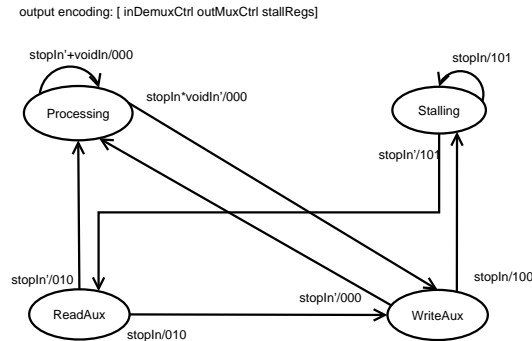 output encoding: [ inDemuxCtrl outMuxCtrl stallRegs]
stopIn'+voidIn/000
stopIn/101
Processing
stopIn*voidIn'/000
Stalling
stopIn'/101
stopIn'/010
stopIn'/000
stopIn/100
ReadAux
WriteAux
stopIn/010